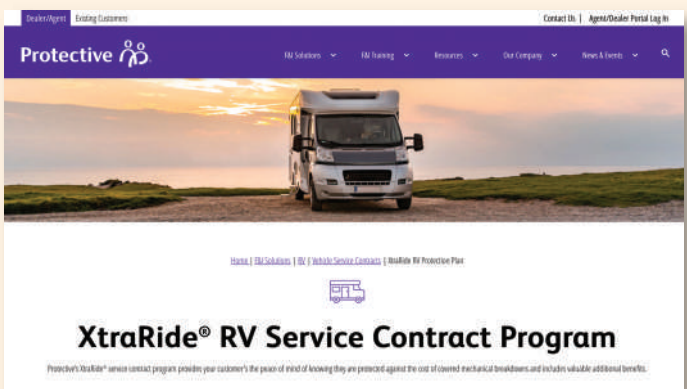 Dealer/Agent Existing Customers Contact Us | Agent/Dealer Portal Log In
Protective F&I Solutions F&I Training Resources Our Company News & Events
Home | F&I Solutions | RV | Vehicle Service Contracts | XtraRide RV Protection Plan
XtraRide® RV Service Contract Program
Protective's XtraRide® service contract program provides your customer's the peace of mind of knowing they are protected against the cost of covered mechanical breakdowns and includes valuable additional benefits.